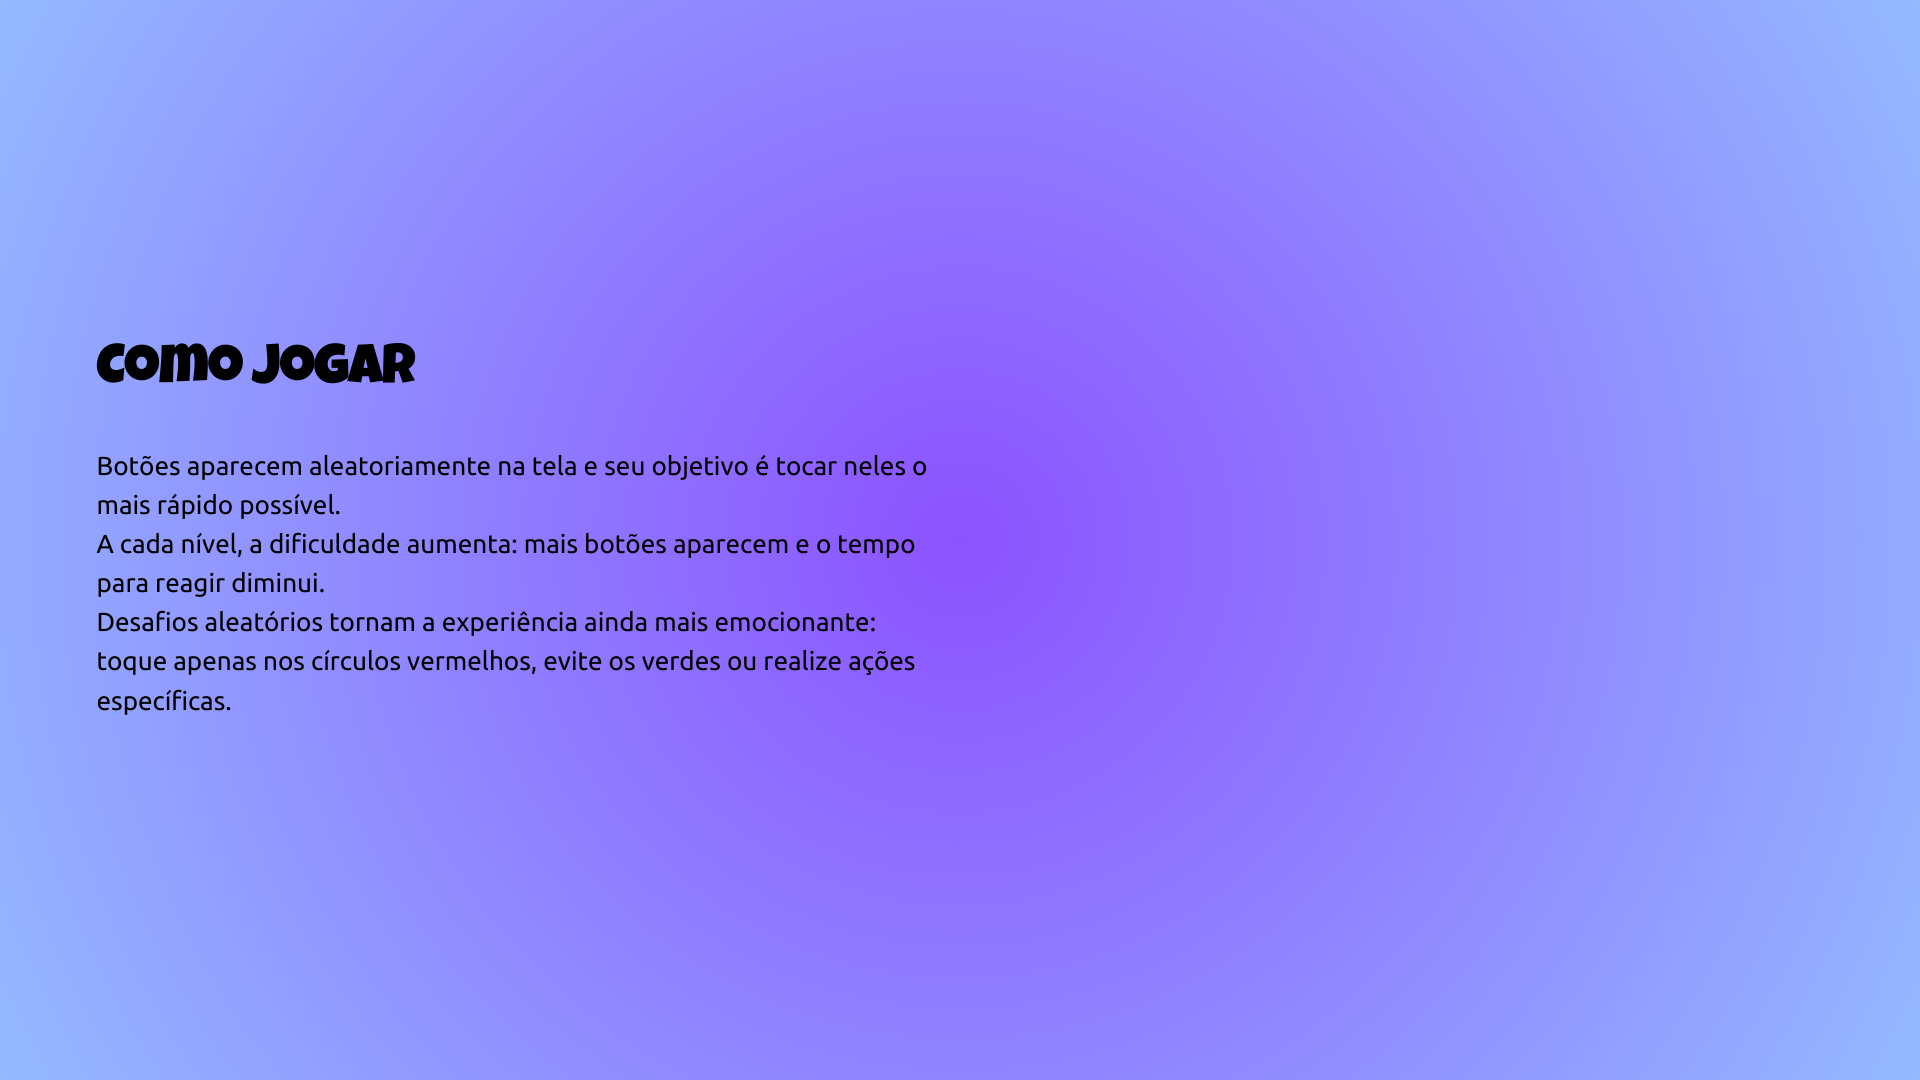 Como Jogar
Botões aparecem aleatoriamente na tela e seu objetivo é tocar neles o
mais rápido possível.
A cada nível, a dificuldade aumenta: mais botões aparecem e o tempo
para reagir diminui.
Desafios aleatórios tornam a experiência ainda mais emocionante:
toque apenas nos círculos vermelhos, evite os verdes ou realize ações
específicas.